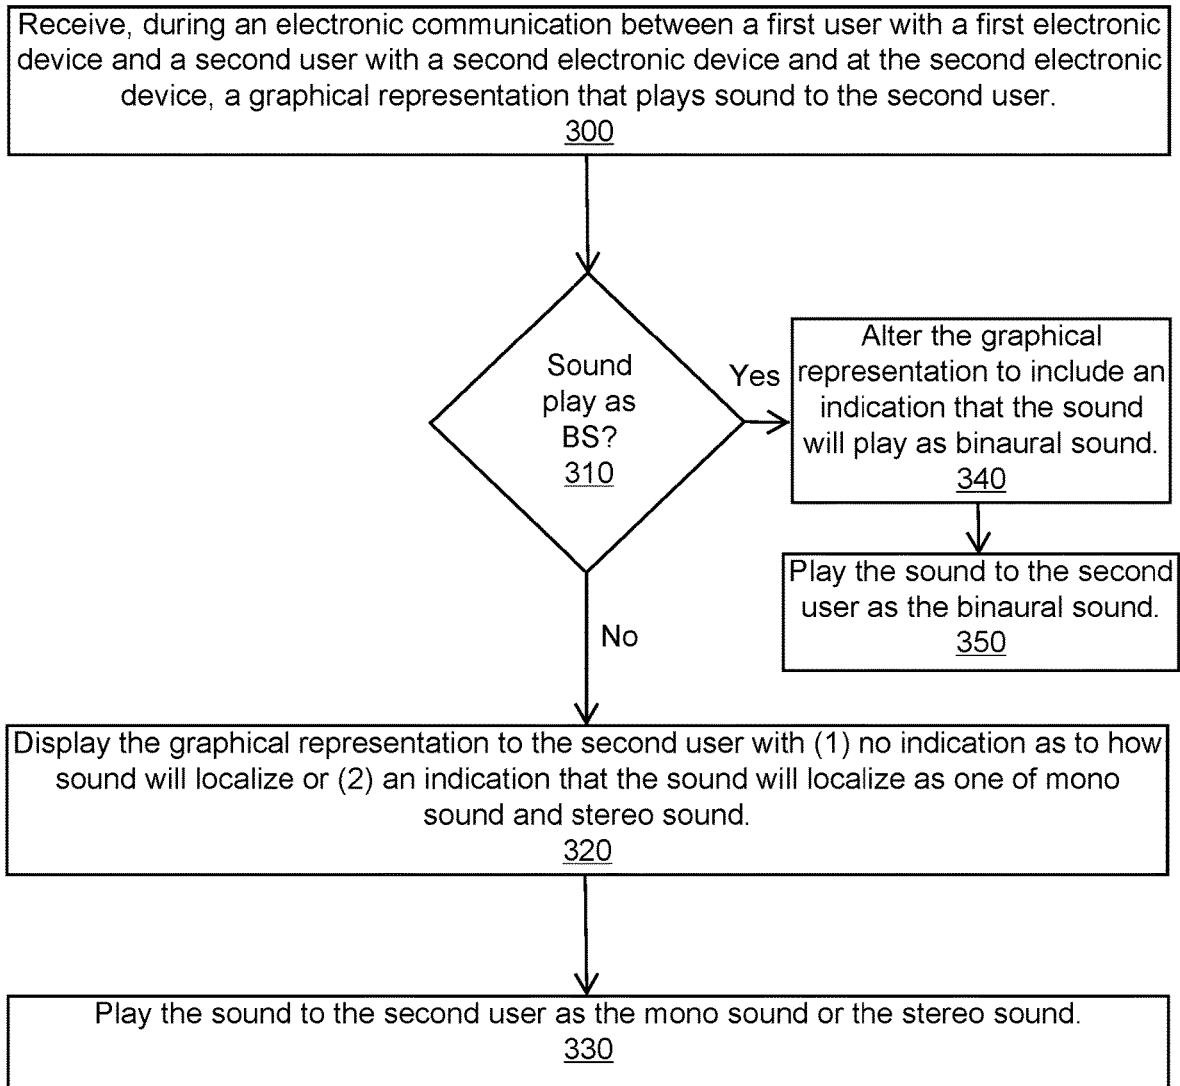 Receive, during an electronic communication between a first user with a first electronic
device and a second user with a second electronic device and at the second electronic
device, a graphical representation that plays sound to the second user.
300
Sound
play as
BS?
310
Yes
Alter the graphical
representation to include an
indication that the sound
will play as binaural sound.
340
Play the sound to the second
user as the binaural sound.
350
No
Display the graphical representation to the second user with (1) no indication as to how
sound will localize or (2) an indication that the sound will localize as one of mono
sound and stereo sound.
320
Play the sound to the second user as the mono sound or the stereo sound.
330